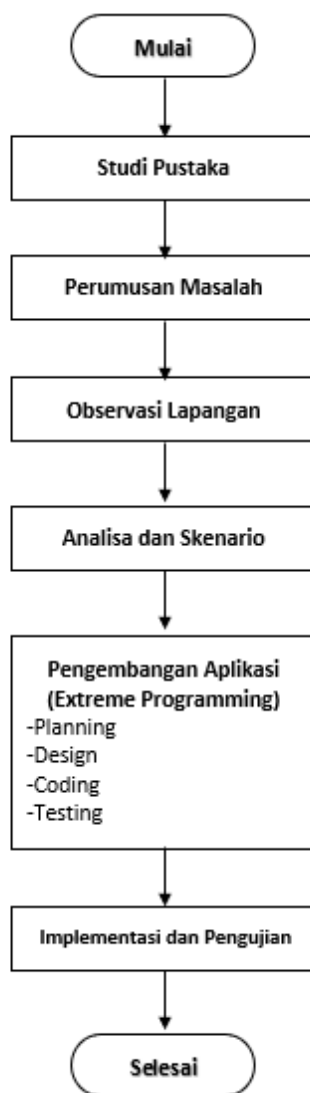 Mulai
Studi Pustaka
Perumusan Masalah
Observasi Lapangan
Analisa dan Skenario
Pengembangan Aplikasi
(Extreme Programming)
-Planning
-Design
-Coding
-Testing
Implementasi dan Pengujian
Selesai